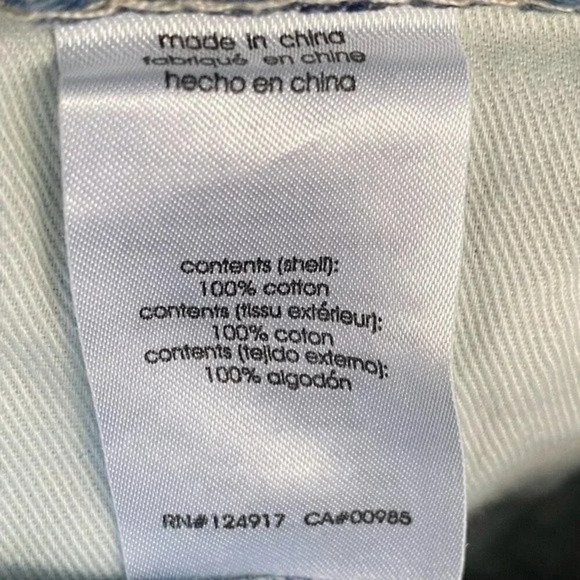 made in china
fabriqué en chine
hecho en china
contents (shell):
100% cotton
contents (tissu extérieur):
100% coton
contents (tejido externo):
100% algodón
RN#124917 CA#00985